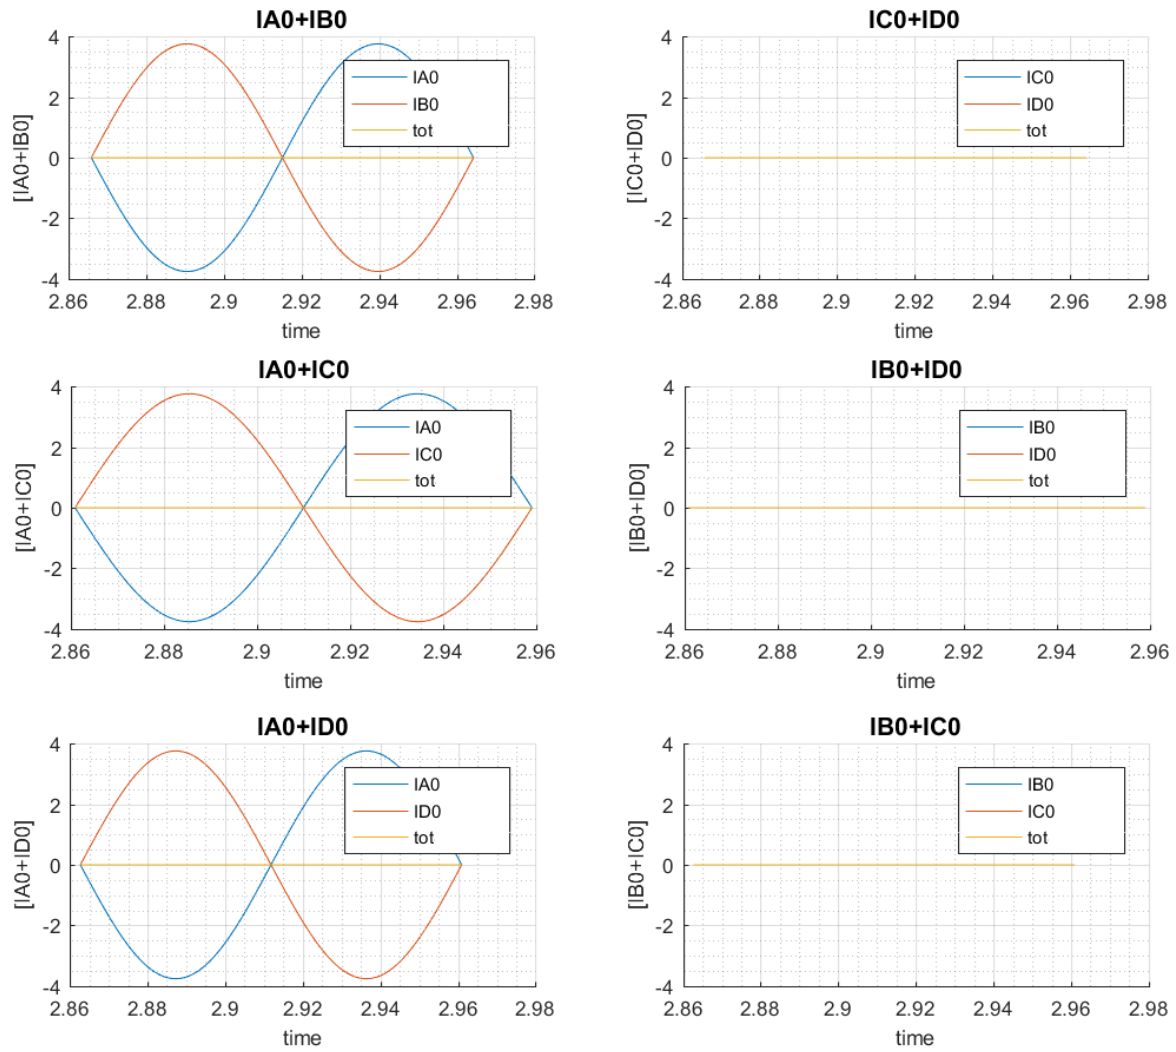 IA0+IB0
4
2
0
-2
-4
[IA0+IB0]
IA0
IB0
tot
2.86 2.88 2.9 2.92 2.94 2.96 2.98
time
IC0+ID0
4
2
0
-2
-4
[IC0+ID0]
IC0
ID0
tot
2.86 2.88 2.9 2.92 2.94 2.96 2.98
time
IA0+IC0
4
2
0
-2
-4
[IA0+IC0]
IA0
IC0
tot
2.86 2.88 2.9 2.92 2.94 2.96
time
IB0+ID0
4
2
0
-2
-4
[IB0+ID0]
IB0
ID0
tot
2.86 2.88 2.9 2.92 2.94 2.96
time
IA0+ID0
4
2
0
-2
-4
[IA0+ID0]
IA0
ID0
tot
2.86 2.88 2.9 2.92 2.94 2.96 2.98
time
IB0+IC0
4
2
0
-2
-4
[IB0+IC0]
IB0
IC0
tot
2.86 2.88 2.9 2.92 2.94 2.96 2.98
time